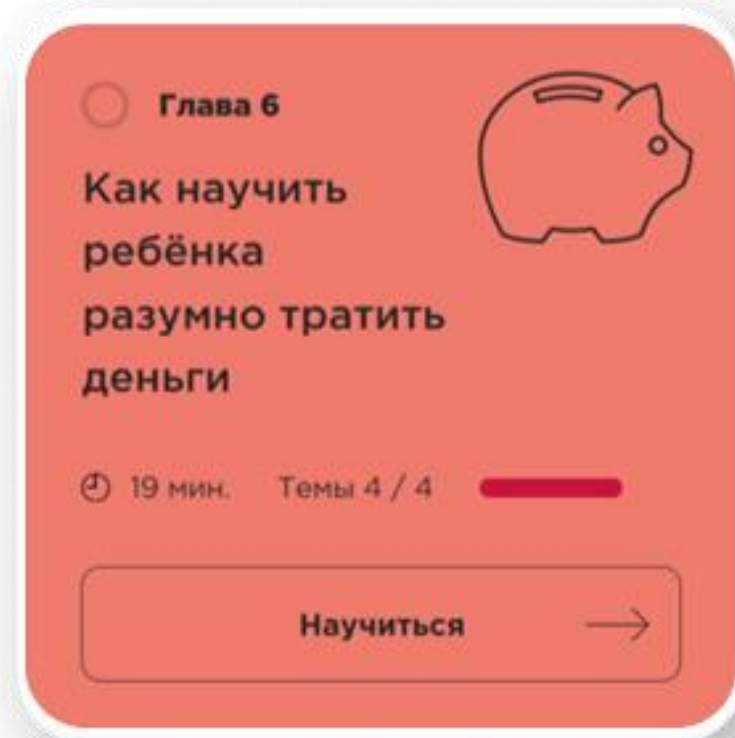 Глава 6
Как научить
ребёнка
разумно тратить
деньги
19 мин. Темы 4 / 4
Научиться